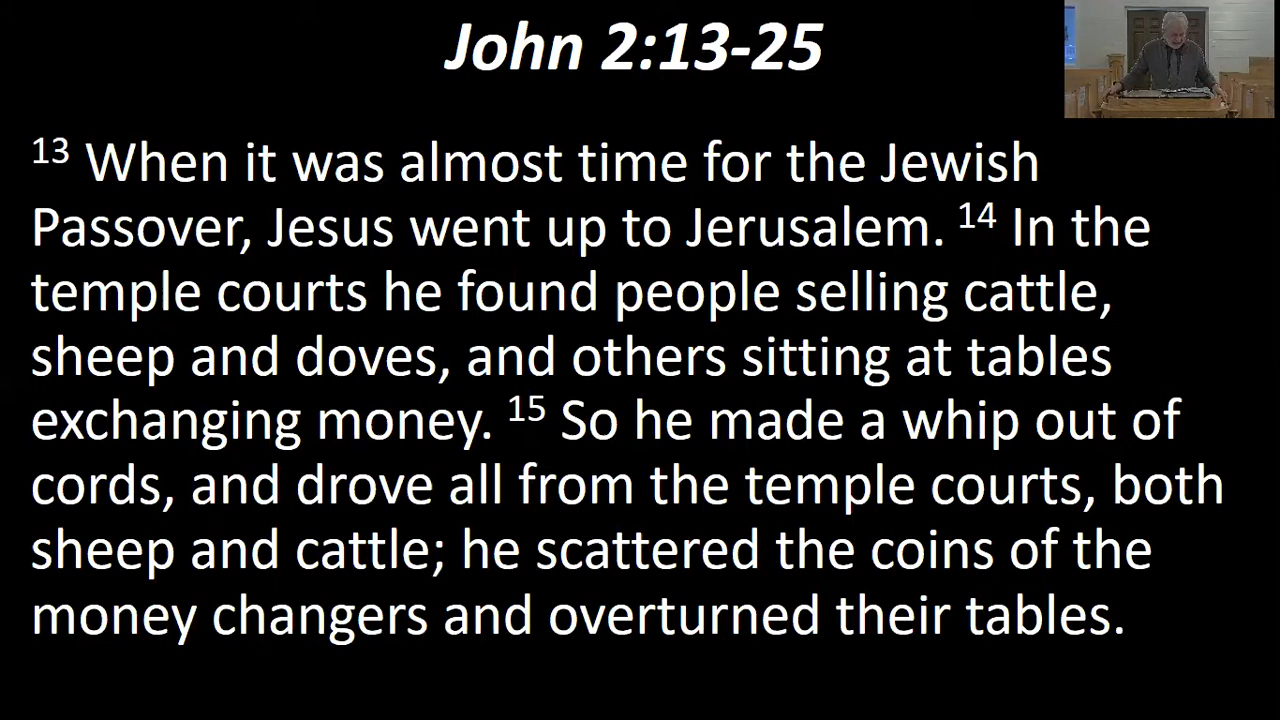 John 2:13-25
13 When it was almost time for the Jewish
Passover, Jesus went up to Jerusalem. 14 In the
temple courts he found people selling cattle,
sheep and doves, and others sitting at tables
exchanging money. 15 So he made a whip out of
cords, and drove all from the temple courts, both
sheep and cattle; he scattered the coins of the
money changers and overturned their tables.